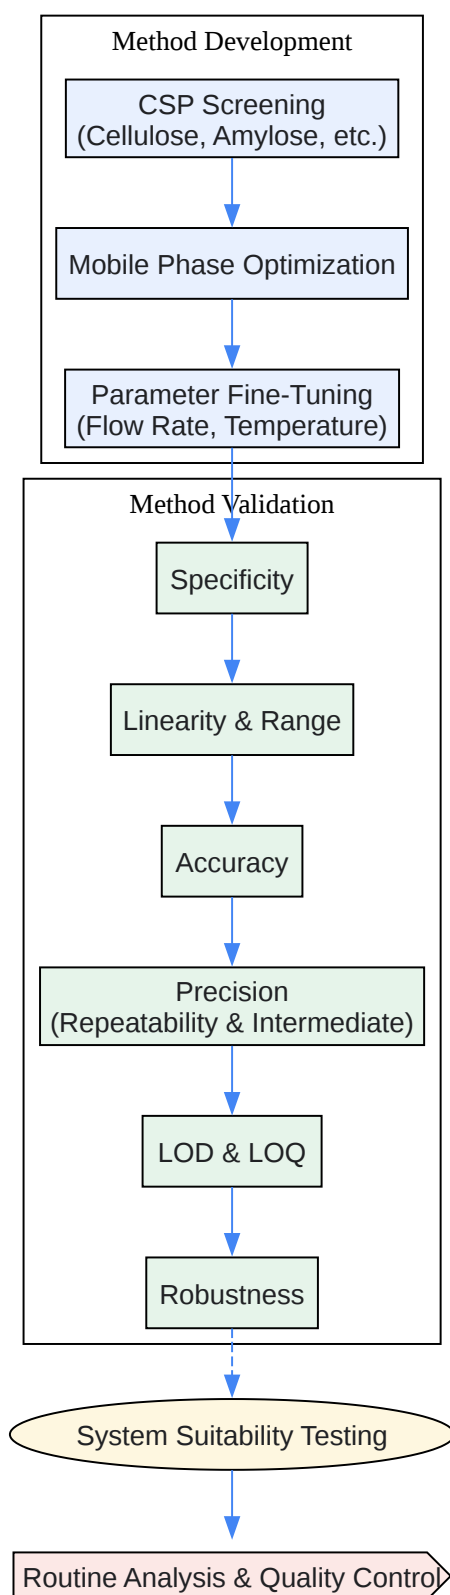 Method Development
CSP Screening
(Cellulose, Amylose, etc.)
Mobile Phase Optimization
Parameter Fine-Tuning
(Flow Rate, Temperature)
Method Validation
Specificity
Linearity & Range
Accuracy
Precision
(Repeatability & Intermediate)
LOD & LOQ
Robustness
System Suitability Testing
Routine Analysis & Quality Control